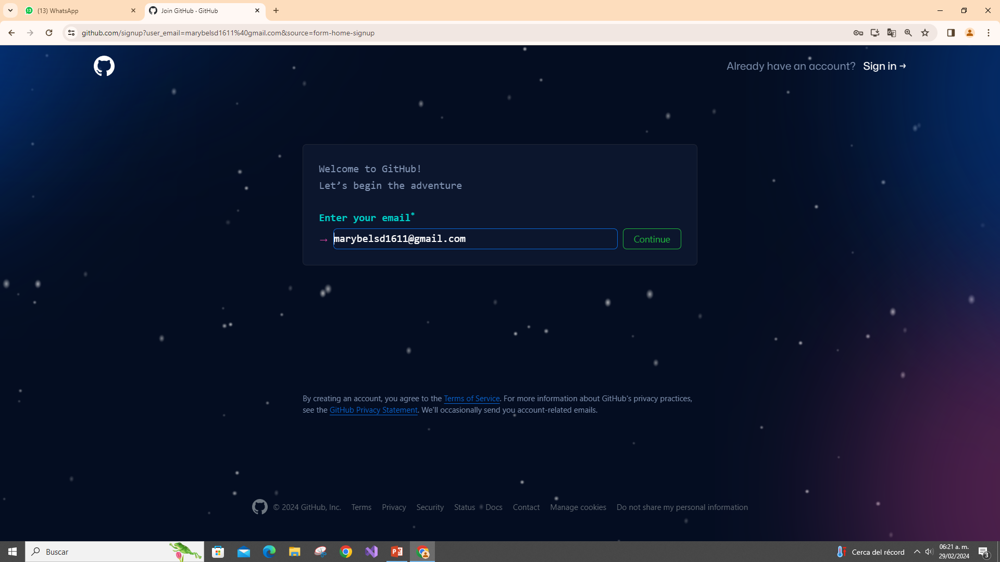 (13) WhatsApp
Join GitHub · GitHub
github.com/signup?user_email=marybelsd1611%40gmail.com&source=form-home-signup
Already have an account? Sign in →
Welcome to GitHub!
Let’s begin the adventure
Enter your email*
→ marybelsd1611@gmail.com Continue
By creating an account, you agree to the Terms of Service. For more information about GitHub's privacy practices,
see the GitHub Privacy Statement. We'll occasionally send you account-related emails.
© 2024 GitHub, Inc. Terms Privacy Security Status Docs Contact Manage cookies Do not share my personal information
Buscar
Cerca del récord
06:21 a. m.
29/02/2024
3